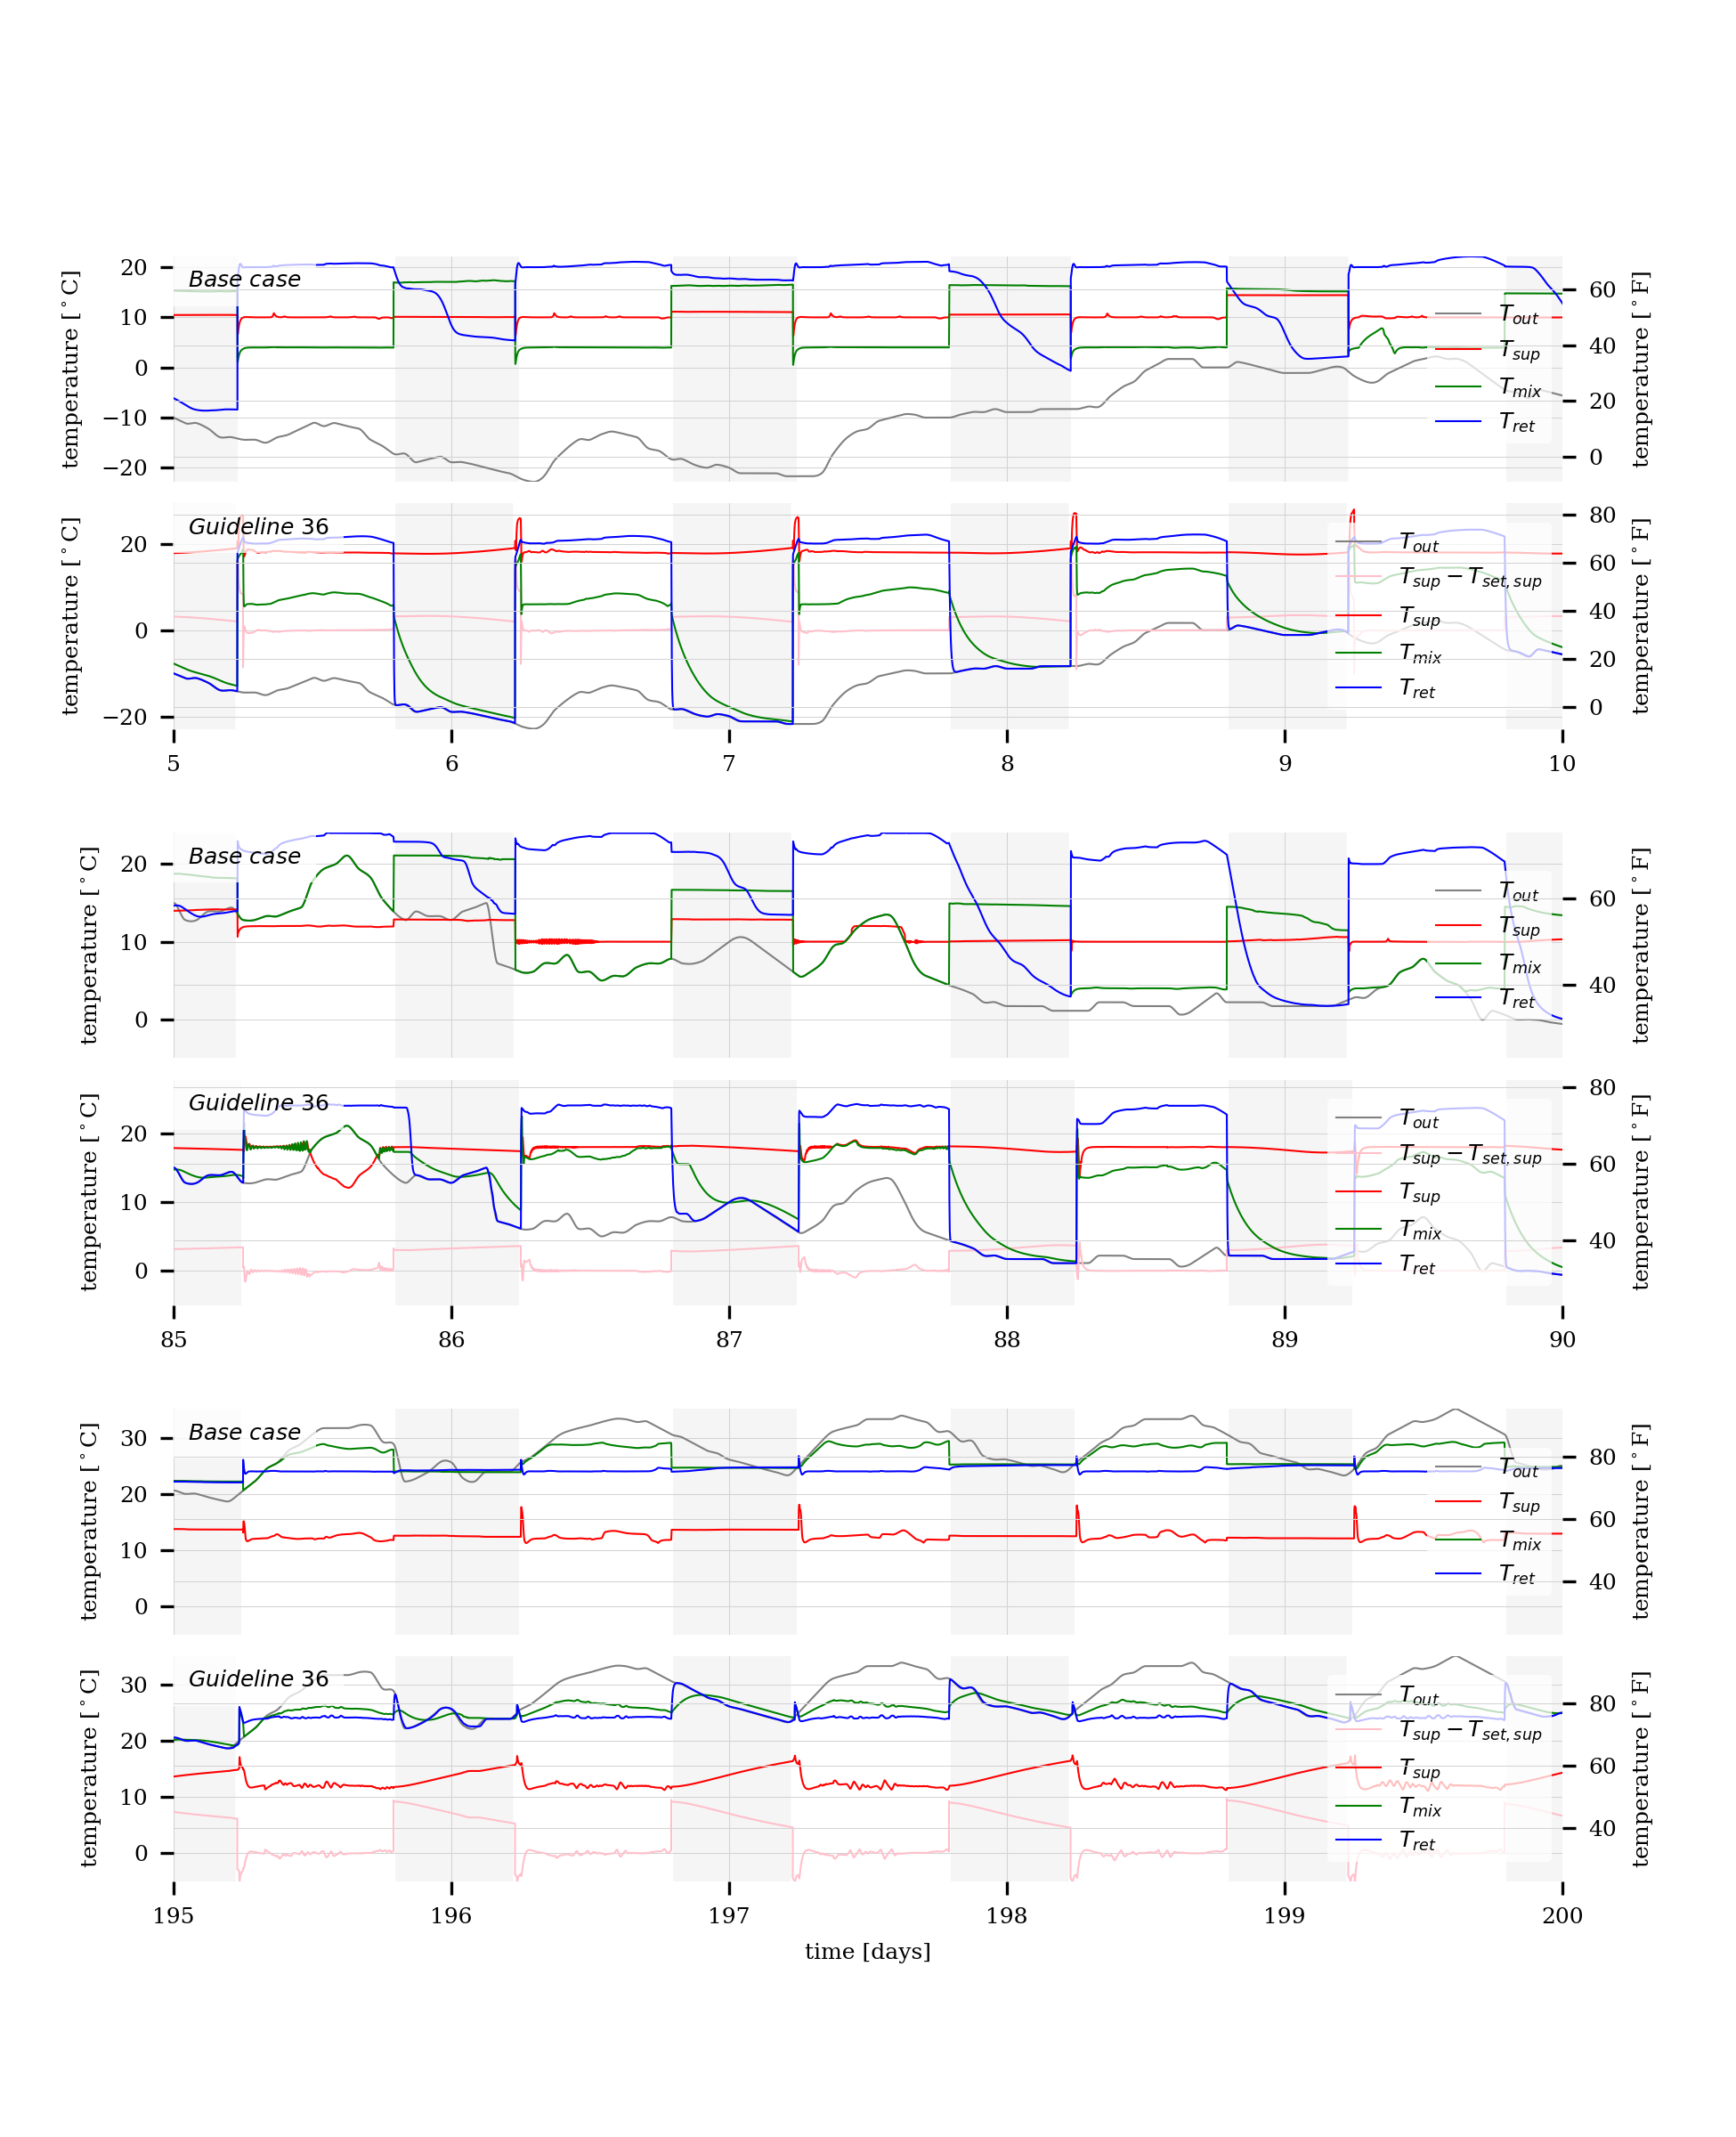 Base case
temperature [°C]
20
10
0
−10
−20
60
40
20
0
temperature [°F]
T_out
T_sup
T_mix
T_ret
Guideline 36
temperature [°C]
20
0
−20
80
60
40
20
0
temperature [°F]
T_out
T_sup − T_set,sup
T_sup
T_mix
T_ret
5 6 7 8 9 10
Base case
temperature [°C]
20
10
0
60
40
temperature [°F]
T_out
T_sup
T_mix
T_ret
Guideline 36
temperature [°C]
20
10
0
80
60
40
temperature [°F]
T_out
T_sup − T_set,sup
T_sup
T_mix
T_ret
85 86 87 88 89 90
Base case
temperature [°C]
30
20
10
0
80
60
40
temperature [°F]
T_out
T_sup
T_mix
T_ret
Guideline 36
temperature [°C]
30
20
10
0
80
60
40
temperature [°F]
T_out
T_sup − T_set,sup
T_sup
T_mix
T_ret
195 196 197 198 199 200
time [days]